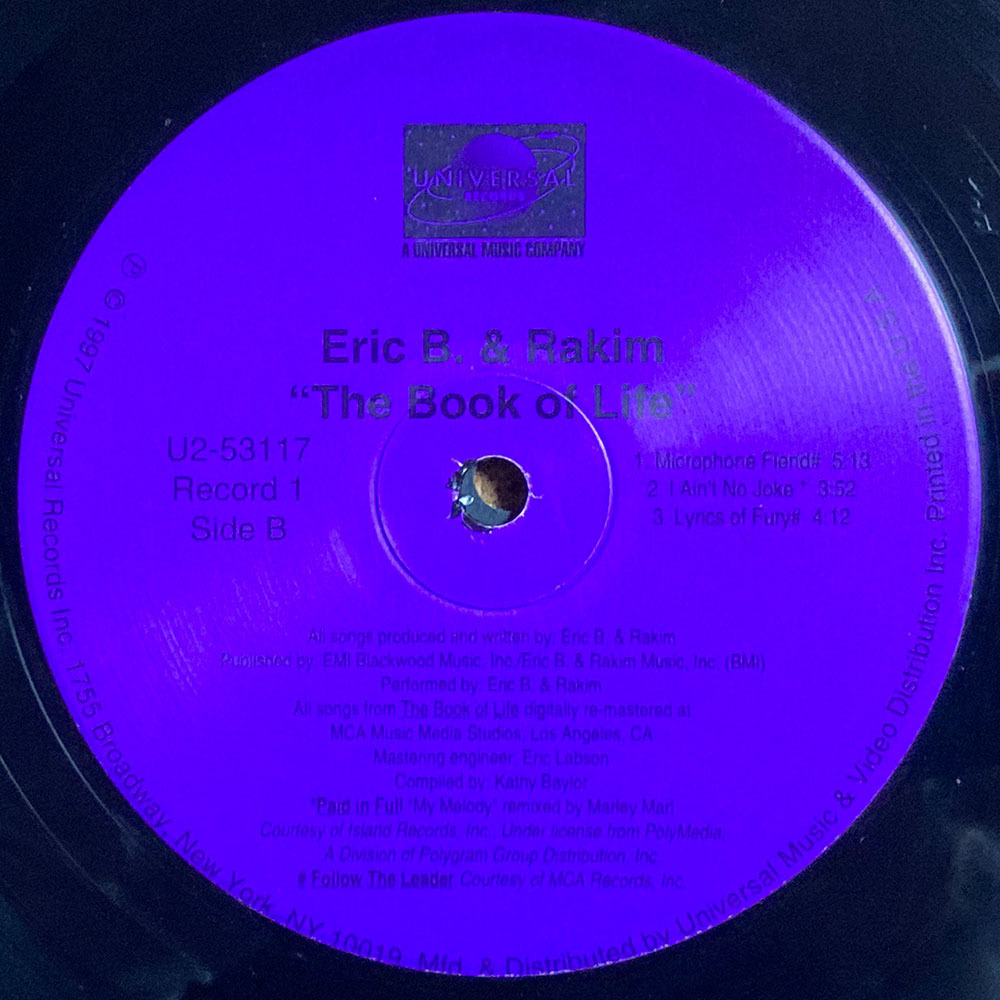 UNIVERSAL
RECORDS
A UNIVERSAL MUSIC COMPANY
Eric B. & Rakim
“The Book of Life”
U2-53117
Record 1
Side B
1. Microphone Fiend# 5:13
2. I Ain't No Joke * 3:52
3. Lyrics of Fury# 4:12
All songs produced and written by: Eric B. & Rakim
Published by: EMI Blackwood Music, Inc./Eric B. & Rakim Music, Inc. (BMI)
Performed by: Eric B. & Rakim
All songs from The Book of Life digitally re-mastered at
MCA Music Media Studios, Los Angeles, CA
Mastering engineer: Eric Labson
Compiled by: Kathy Baylor
*Paid in Full "My Melody" remixed by Marley Marl
Courtesy of Island Records, Inc., Under license from PolyMedia,
A Division of Polygram Group Distribution, Inc.
# Follow The Leader Courtesy of MCA Records, Inc.
℗ © 1997 Universal Records Inc. 1755 Broadway, New York, NY 10019. Mfd. & Distributed by Universal Music & Video Distribution Inc. Printed in the U.S.A.